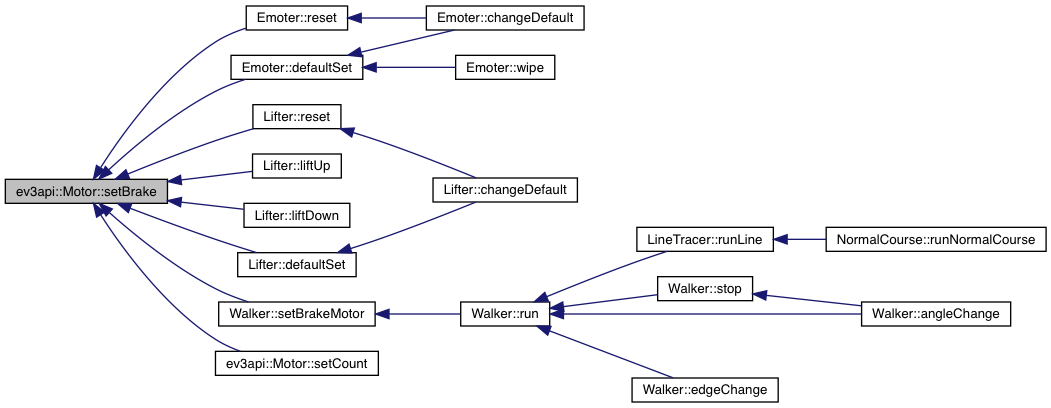 Emoter::reset
Emoter::changeDefault
Emoter::defaultSet
Emoter::wipe
Lifter::reset
Lifter::liftUp
ev3api::Motor::setBrake
Lifter::changeDefault
Lifter::liftDown
LineTracer::runLine
NormalCourse::runNormalCourse
Lifter::defaultSet
Walker::stop
Walker::setBrakeMotor
Walker::run
Walker::angleChange
ev3api::Motor::setCount
Walker::edgeChange